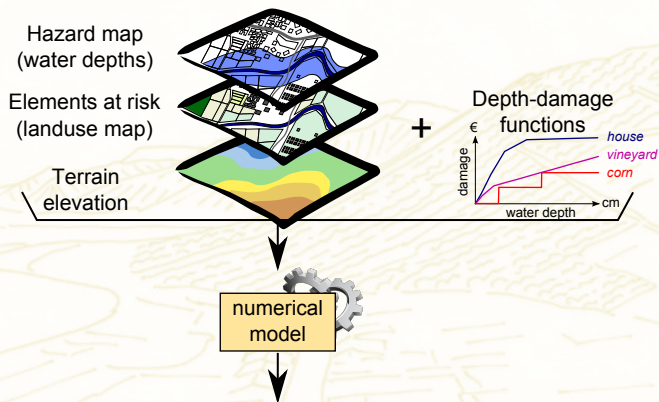 Hazard map
(water depths)
Elements at risk
(landuse map)
Terrain
elevation
+
Depth-damage
functions
€
damage
house
vineyard
corn
cm
water depth
numerical
model